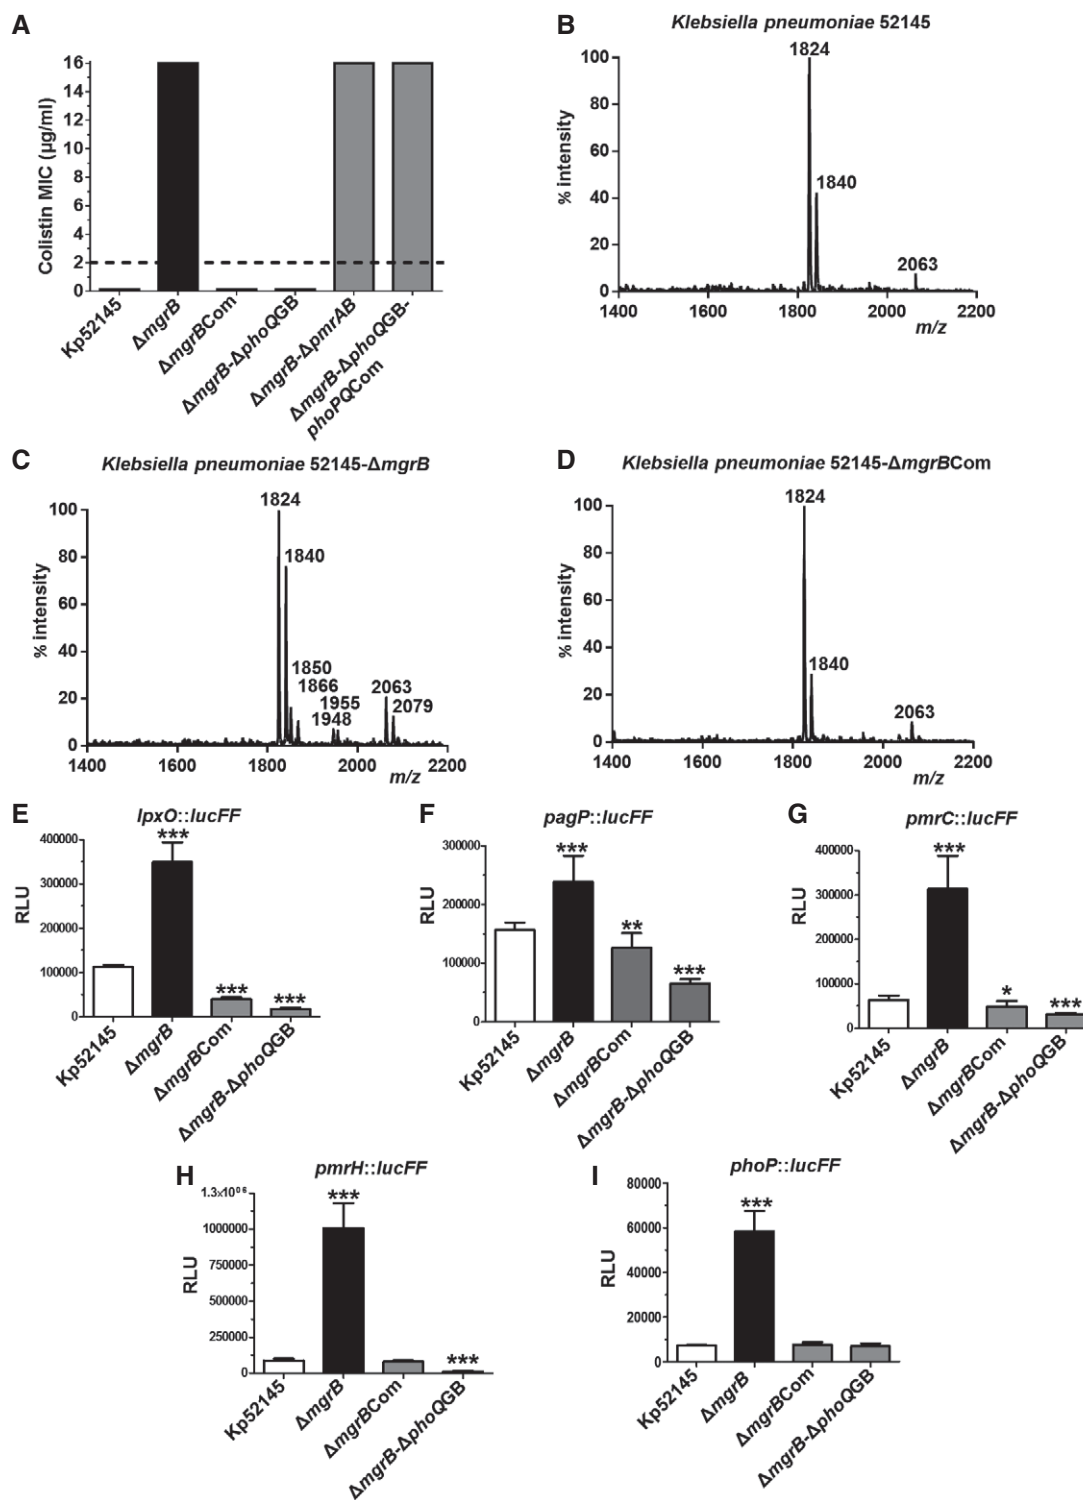 A
Colistin MIC (µg/ml)
16
14
12
10
8
6
4
2
0
Kp52145
ΔmgrB
ΔmgrBCom
ΔmgrB-ΔphoQGB
ΔmgrB-ΔpmrAB
ΔmgrB-ΔphoQGB-
phoPQCom
B
Klebsiella pneumoniae 52145
% intensity
100
80
60
40
20
0
1824
1840
2063
1400 1600 1800 2000 2200
m/z
C
Klebsiella pneumoniae 52145-ΔmgrB
% intensity
100
80
60
40
20
0
1824
1840
1850
1866
1955
1948
2063
2079
1400 1600 1800 2000 2200
m/z
D
Klebsiella pneumoniae 52145-ΔmgrBCom
% intensity
100
80
60
40
20
0
1824
1840
2063
1400 1600 1800 2000 2200
m/z
E
lpxO::lucFF
RLU
400000
300000
200000
100000
0
***
***
***
Kp52145
ΔmgrB
ΔmgrBCom
ΔmgrB-ΔphoQGB
F
pagP::lucFF
RLU
300000
200000
100000
0
***
**
***
Kp52145
ΔmgrB
ΔmgrBCom
ΔmgrB-ΔphoQGB
G
pmrC::lucFF
RLU
400000
300000
200000
100000
0
***
*
***
Kp52145
ΔmgrB
ΔmgrBCom
ΔmgrB-ΔphoQGB
H
pmrH::lucFF
RLU
1.3×10⁶
1000000
750000
500000
250000
0
***
***
Kp52145
ΔmgrB
ΔmgrBCom
ΔmgrB-ΔphoQGB
I
phoP::lucFF
RLU
80000
60000
40000
20000
0
***
Kp52145
ΔmgrB
ΔmgrBCom
ΔmgrB-ΔphoQGB